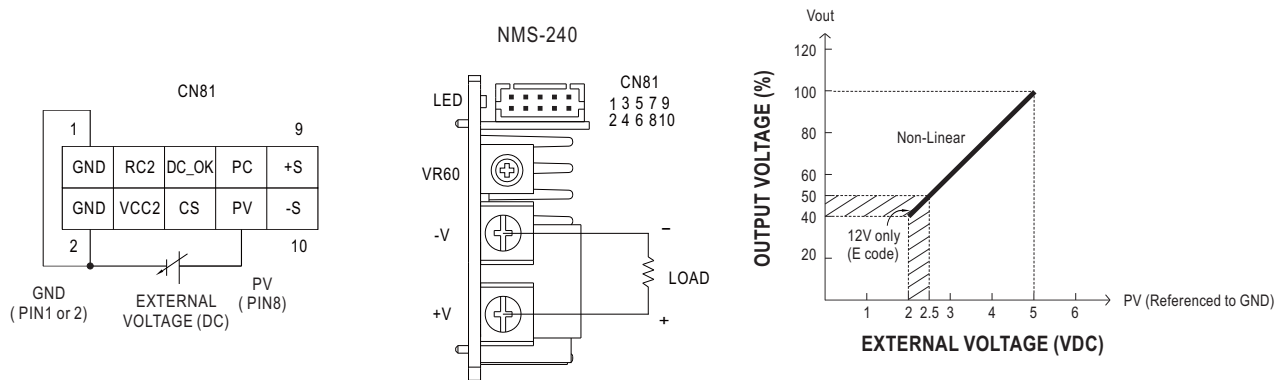 CN81
1 9
GND RC2 DC_OK PC +S
GND VCC2 CS PV -S
2 10
GND
( PIN1 or 2)
EXTERNAL
VOLTAGE (DC)
PV
( PIN8)
NMS-240
LED
CN81
1 3 5 7 9
2 4 6 8 10
VR60
-V
+V
−
LOAD
+
Vout
OUTPUT VOLTAGE (%)
120
100
80
60
50
40
20
Non-Linear
12V only
(E code)
1 2 2.5 3 4 5 6
PV (Referenced to GND)
EXTERNAL VOLTAGE (VDC)